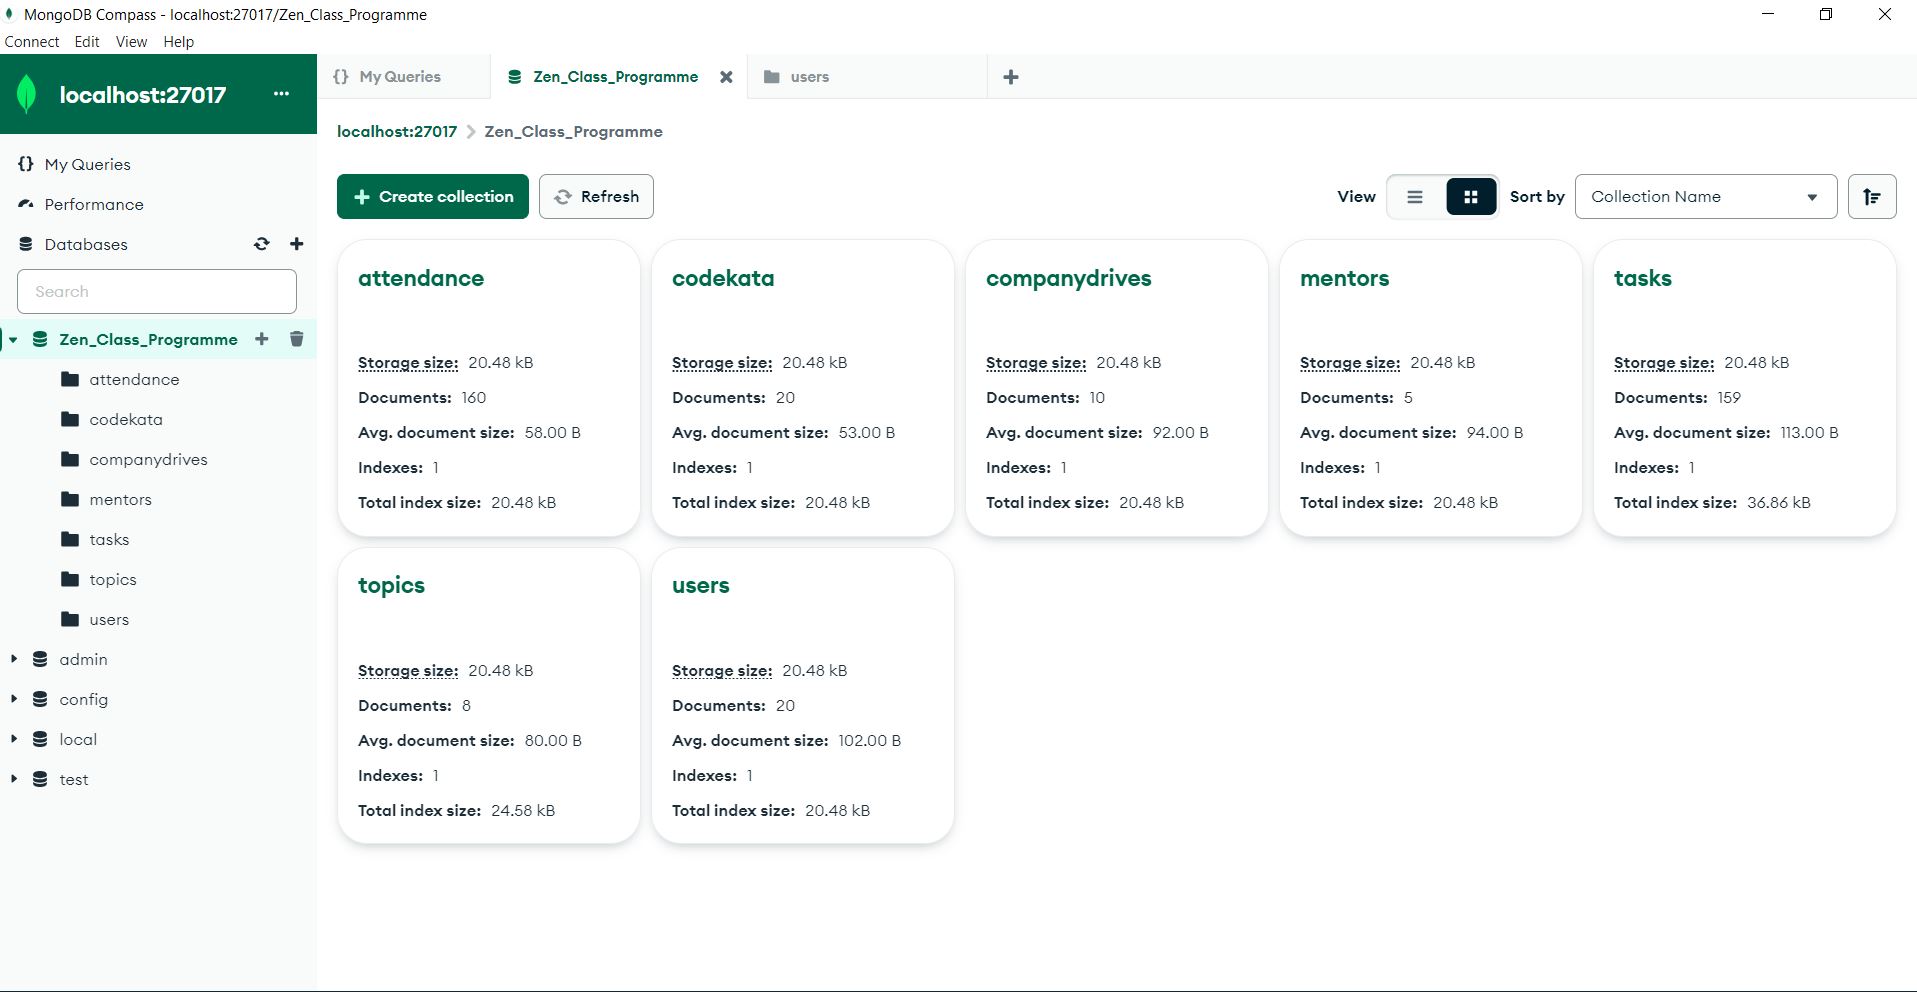 MongoDB Compass - localhost:27017/Zen_Class_Programme
Connect Edit View Help
localhost:27017 ...
My Queries
Performance
Databases
Search
Zen_Class_Programme
attendance
codekata
companydrives
mentors
tasks
topics
users
admin
config
local
test
{} My Queries Zen_Class_Programme users
localhost:27017 > Zen_Class_Programme
+ Create collection Refresh View Sort by Collection Name
attendance
Storage size: 20.48 kB
Documents: 160
Avg. document size: 58.00 B
Indexes: 1
Total index size: 20.48 kB
codekata
Storage size: 20.48 kB
Documents: 20
Avg. document size: 53.00 B
Indexes: 1
Total index size: 20.48 kB
companydrives
Storage size: 20.48 kB
Documents: 10
Avg. document size: 92.00 B
Indexes: 1
Total index size: 20.48 kB
mentors
Storage size: 20.48 kB
Documents: 5
Avg. document size: 94.00 B
Indexes: 1
Total index size: 20.48 kB
tasks
Storage size: 20.48 kB
Documents: 159
Avg. document size: 113.00 B
Indexes: 1
Total index size: 36.86 kB
topics
Storage size: 20.48 kB
Documents: 8
Avg. document size: 80.00 B
Indexes: 1
Total index size: 24.58 kB
users
Storage size: 20.48 kB
Documents: 20
Avg. document size: 102.00 B
Indexes: 1
Total index size: 20.48 kB